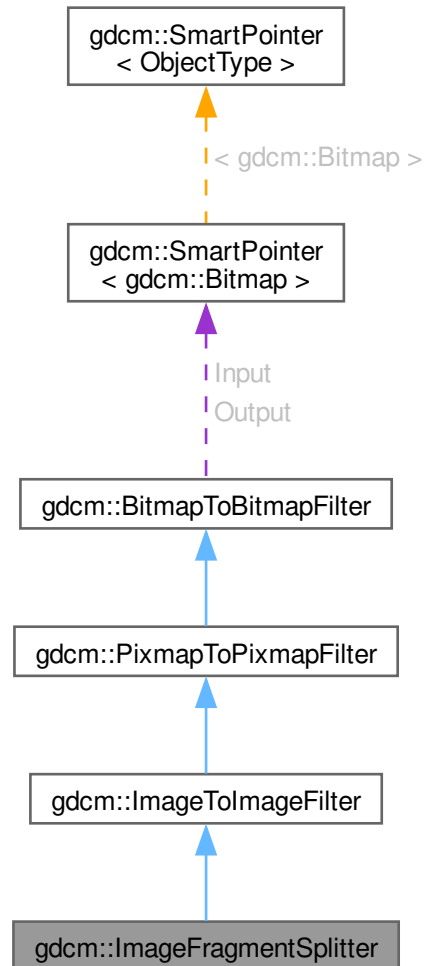 gdcm::SmartPointer
< ObjectType >
< gdcm::Bitmap >
gdcm::SmartPointer
< gdcm::Bitmap >
Input
Output
gdcm::BitmapToBitmapFilter
gdcm::PixmapToPixmapFilter
gdcm::ImageToImageFilter
gdcm::ImageFragmentSplitter